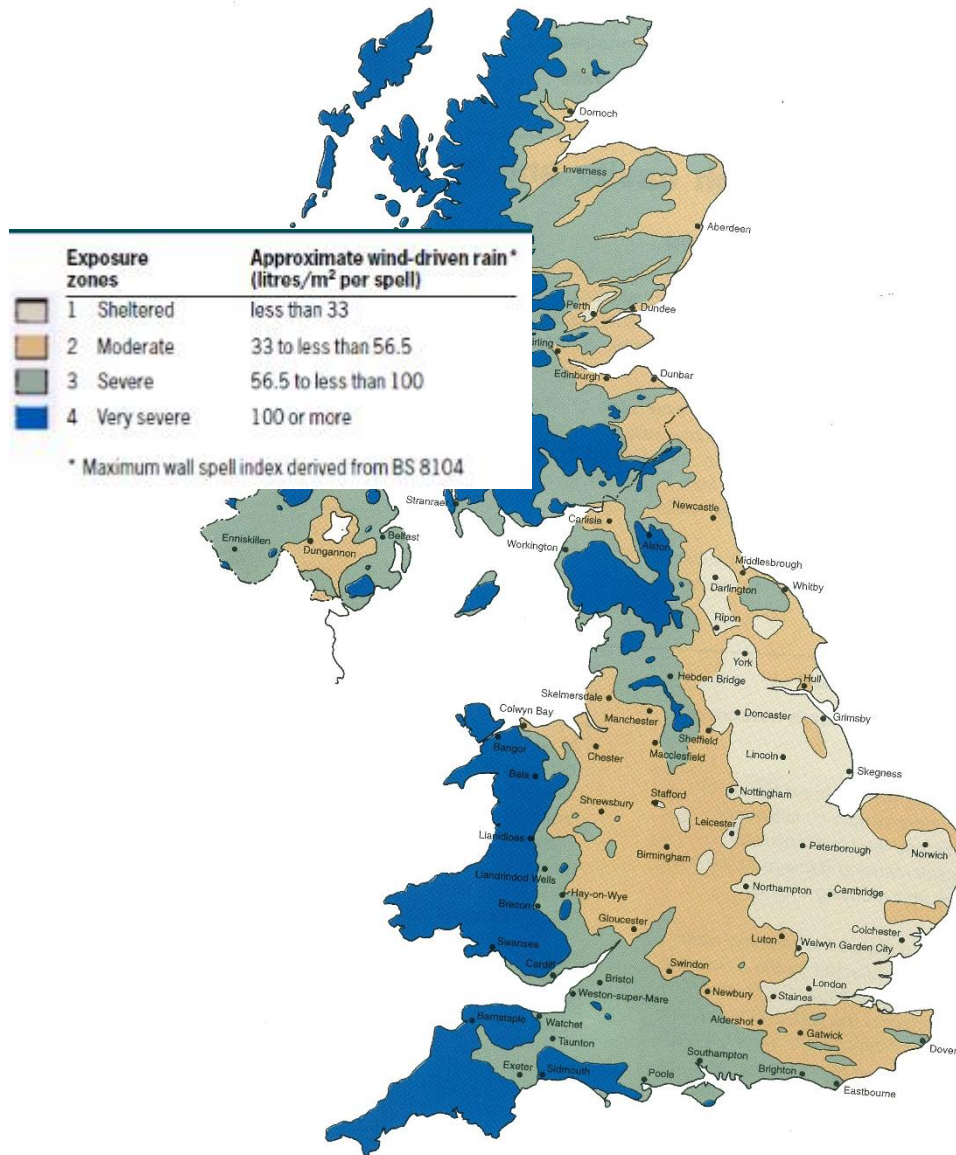 Dornoch
Inverness
Aberdeen
Exposure zones
Approximate wind-driven rain*
(litres/m² per spell)
1 Sheltered less than 33
2 Moderate 33 to less than 56.5
3 Severe 56.5 to less than 100
4 Very severe 100 or more
* Maximum wall spell index derived from BS 8104
Perth
Dundee
Edinburgh
Dunbar
Stranraer
Newcastle
Carlisle
Enniskillen
Dungannon
Belfast
Workington
Alston
Middlesbrough
Darlington
Whitby
Ripon
York
Hebden Bridge
Hull
Skelmersdale
Colwyn Bay
Manchester
Doncaster
Grimsby
Bangor
Chester
Macclesfield
Sheffield
Lincoln
Skegness
Bala
Shrewsbury
Stafford
Nottingham
Leicester
Llanidloes
Birmingham
Peterborough
Norwich
Llandrindod Wells
Hay-on-Wye
Northampton
Cambridge
Brecon
Gloucester
Colchester
Luton
Welwyn Garden City
Swansea
Cardiff
Swindon
Bristol
London
Weston-super-Mare
Newbury
Staines
Barnstaple
Watchet
Aldershot
Gatwick
Taunton
Dover
Exeter
Sidmouth
Southampton
Poole
Brighton
Eastbourne